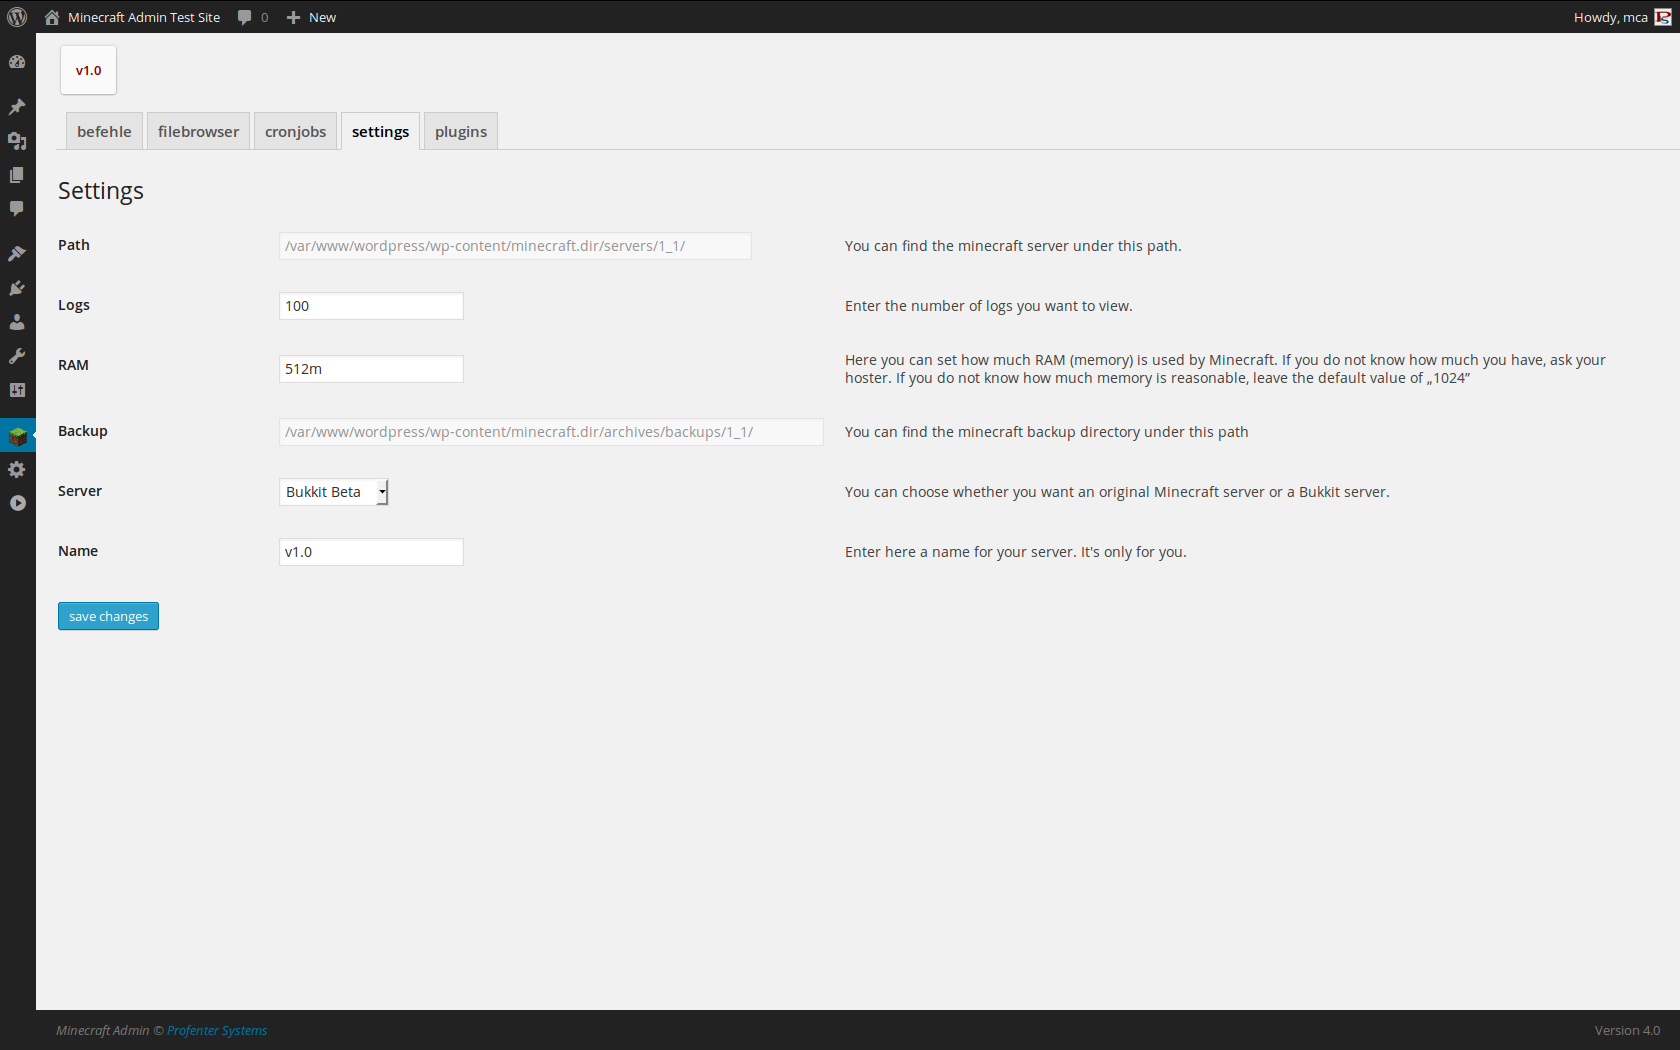 Minecraft Admin Test Site 0 New Howdy, mca
v1.0
befehle filebrowser cronjobs settings plugins
Settings
Path /var/www/wordpress/wp-content/minecraft.dir/servers/1_1/ You can find the minecraft server under this path.
Logs 100 Enter the number of logs you want to view.
RAM 512m Here you can set how much RAM (memory) is used by Minecraft. If you do not know how much you have, ask your
hoster. If you do not know how much memory is reasonable, leave the default value of „1024”
Backup /var/www/wordpress/wp-content/minecraft.dir/archives/backups/1_1/ You can find the minecraft backup directory under this path
Server Bukkit Beta You can choose whether you want an original Minecraft server or a Bukkit server.
Name v1.0 Enter here a name for your server. It's only for you.
save changes
Minecraft Admin © Profenter Systems Version 4.0